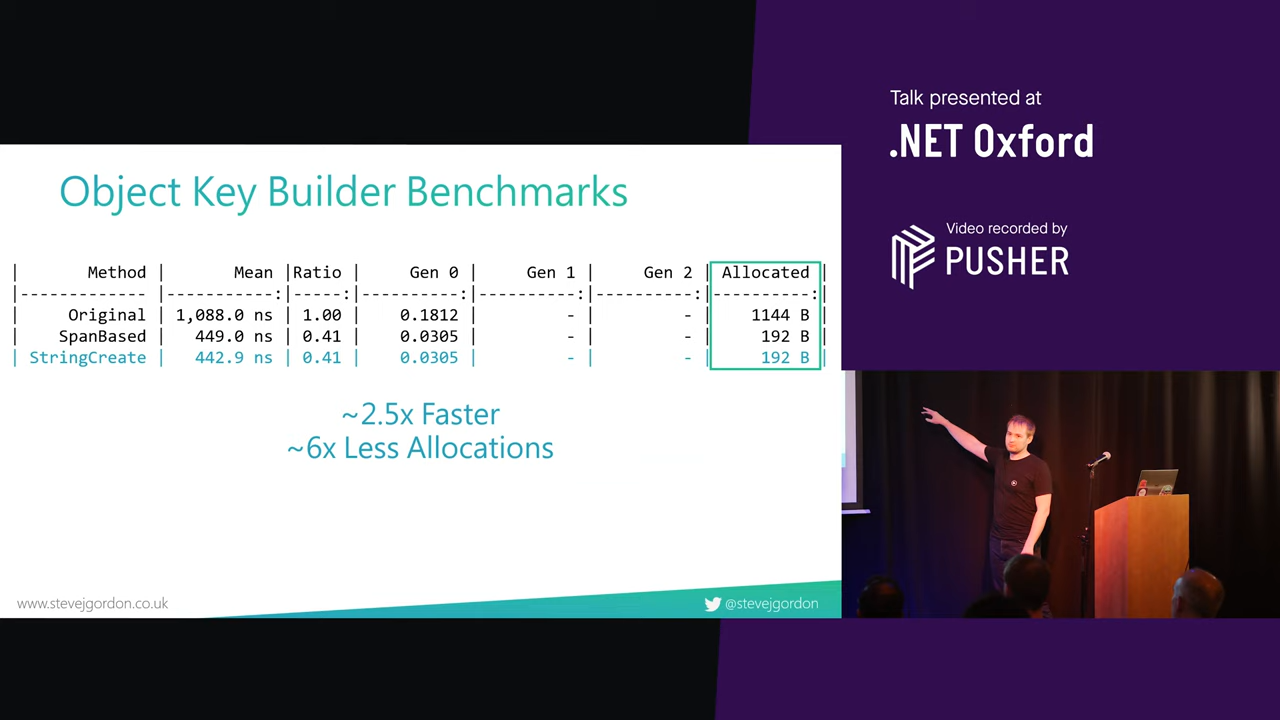 Talk presented at
.NET Oxford
Video recorded by
PUSHER
Object Key Builder Benchmarks
| Method | Mean |Ratio | Gen 0 | Gen 1 | Gen 2 | Allocated |
|------------- |-----------:|-----:|----------:|----------:|----------:|----------:|
| Original | 1,088.0 ns | 1.00 | 0.1812 | - | - | 1144 B |
| SpanBased | 449.0 ns | 0.41 | 0.0305 | - | - | 192 B |
| StringCreate | 442.9 ns | 0.41 | 0.0305 | - | - | 192 B |
~2.5x Faster
~6x Less Allocations
www.stevejgordon.co.uk
@stevejgordon